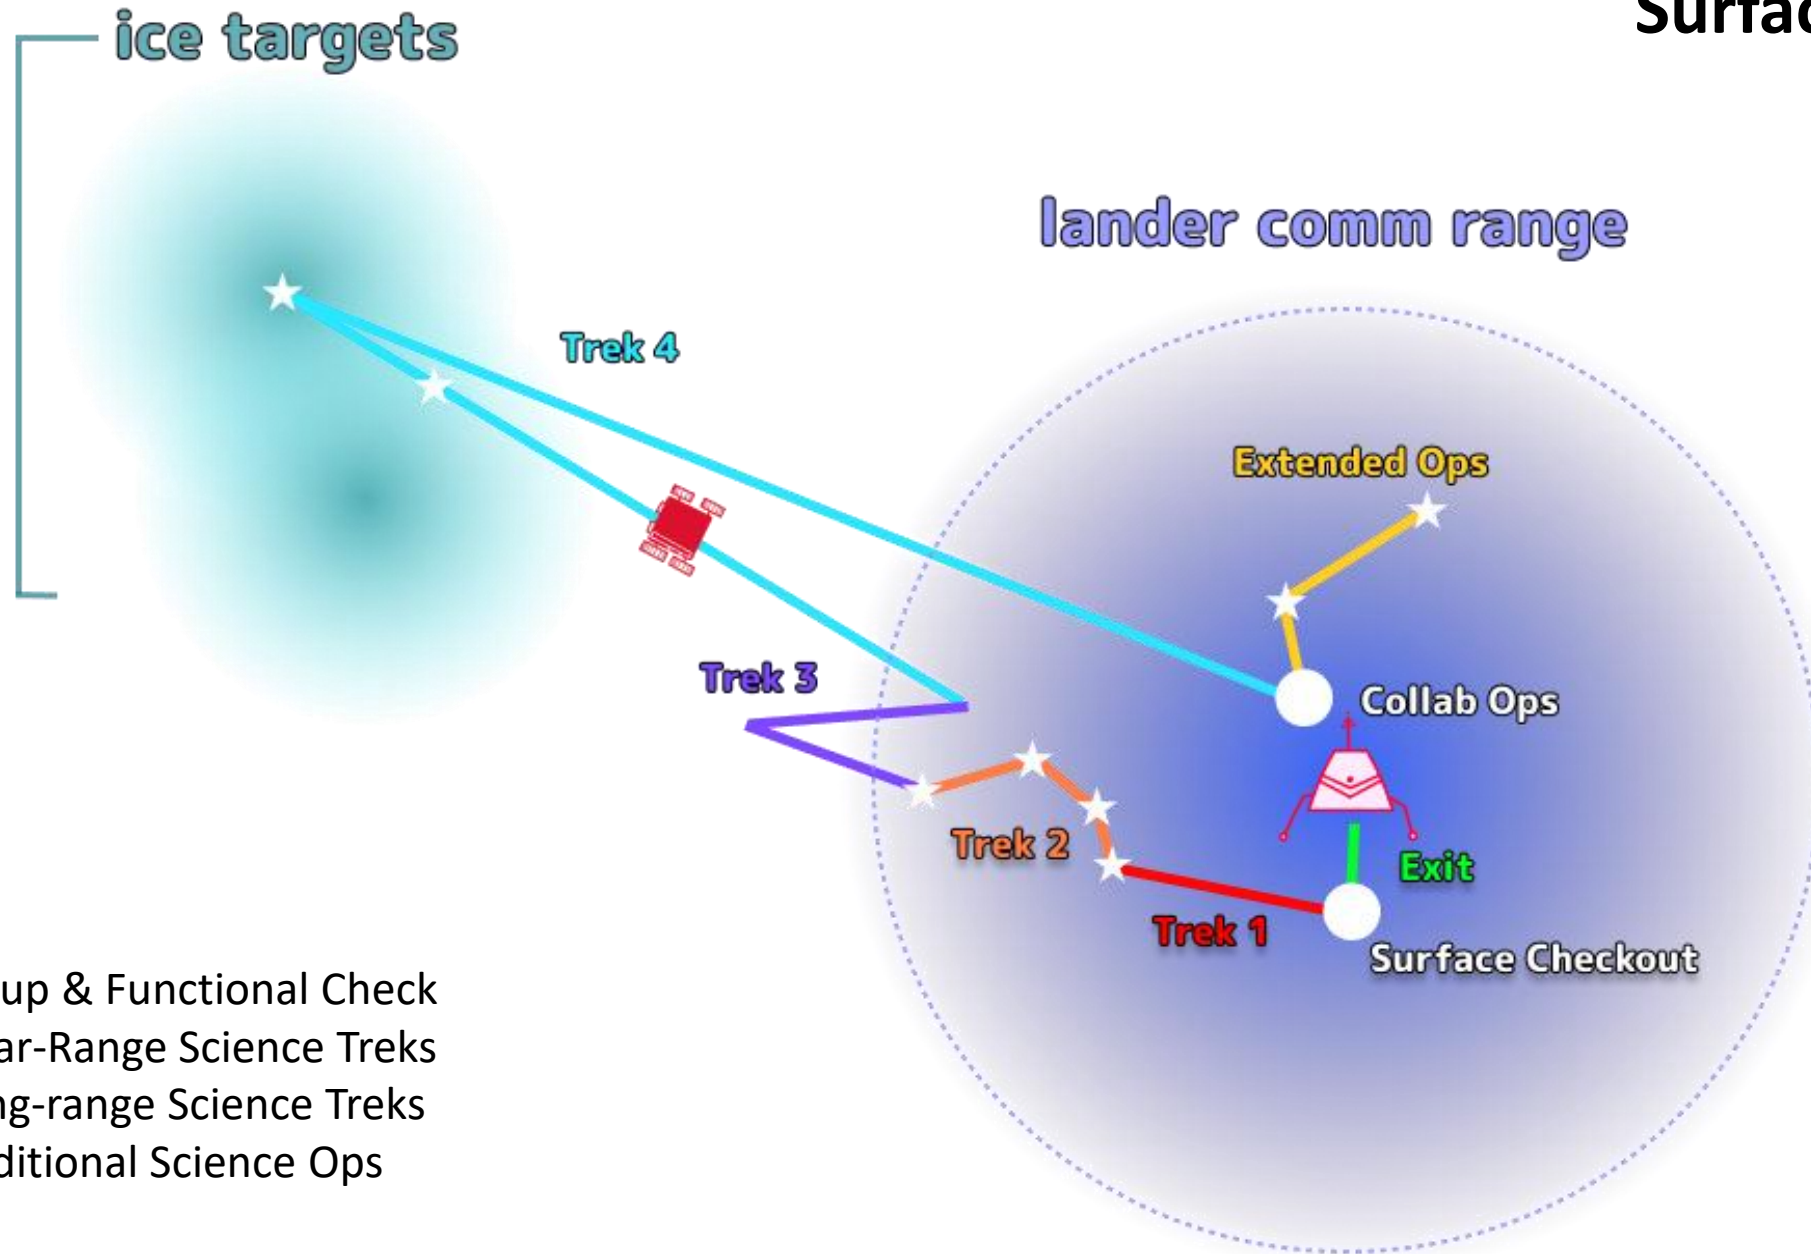 Surfac
ice targets
lander comm range
Trek 4
Extended Ops
Trek 3
Collab Ops
Trek 2
Exit
Trek 1
Surface Checkout
up & Functional Check
ar-Range Science Treks
ng-range Science Treks
ditional Science Ops